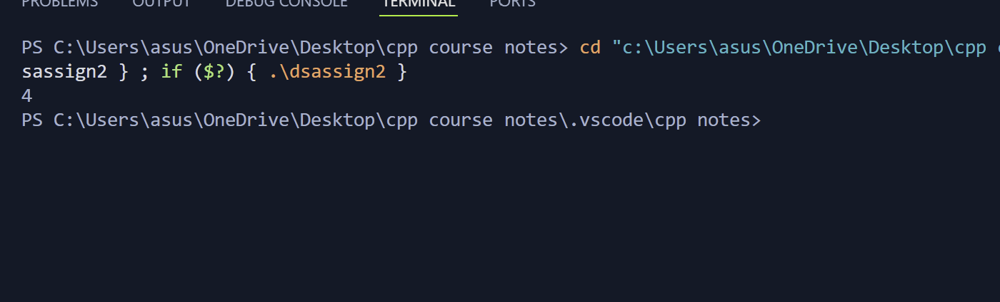 PROBLEMS OUTPUT DEBUG CONSOLE TERMINAL PORTS
PS C:\Users\asus\OneDrive\Desktop\cpp course notes> cd "c:\Users\asus\OneDrive\Desktop\cpp
sassign2 } ; if ($?) { .\dsassign2 }
4
PS C:\Users\asus\OneDrive\Desktop\cpp course notes\.vscode\cpp notes>